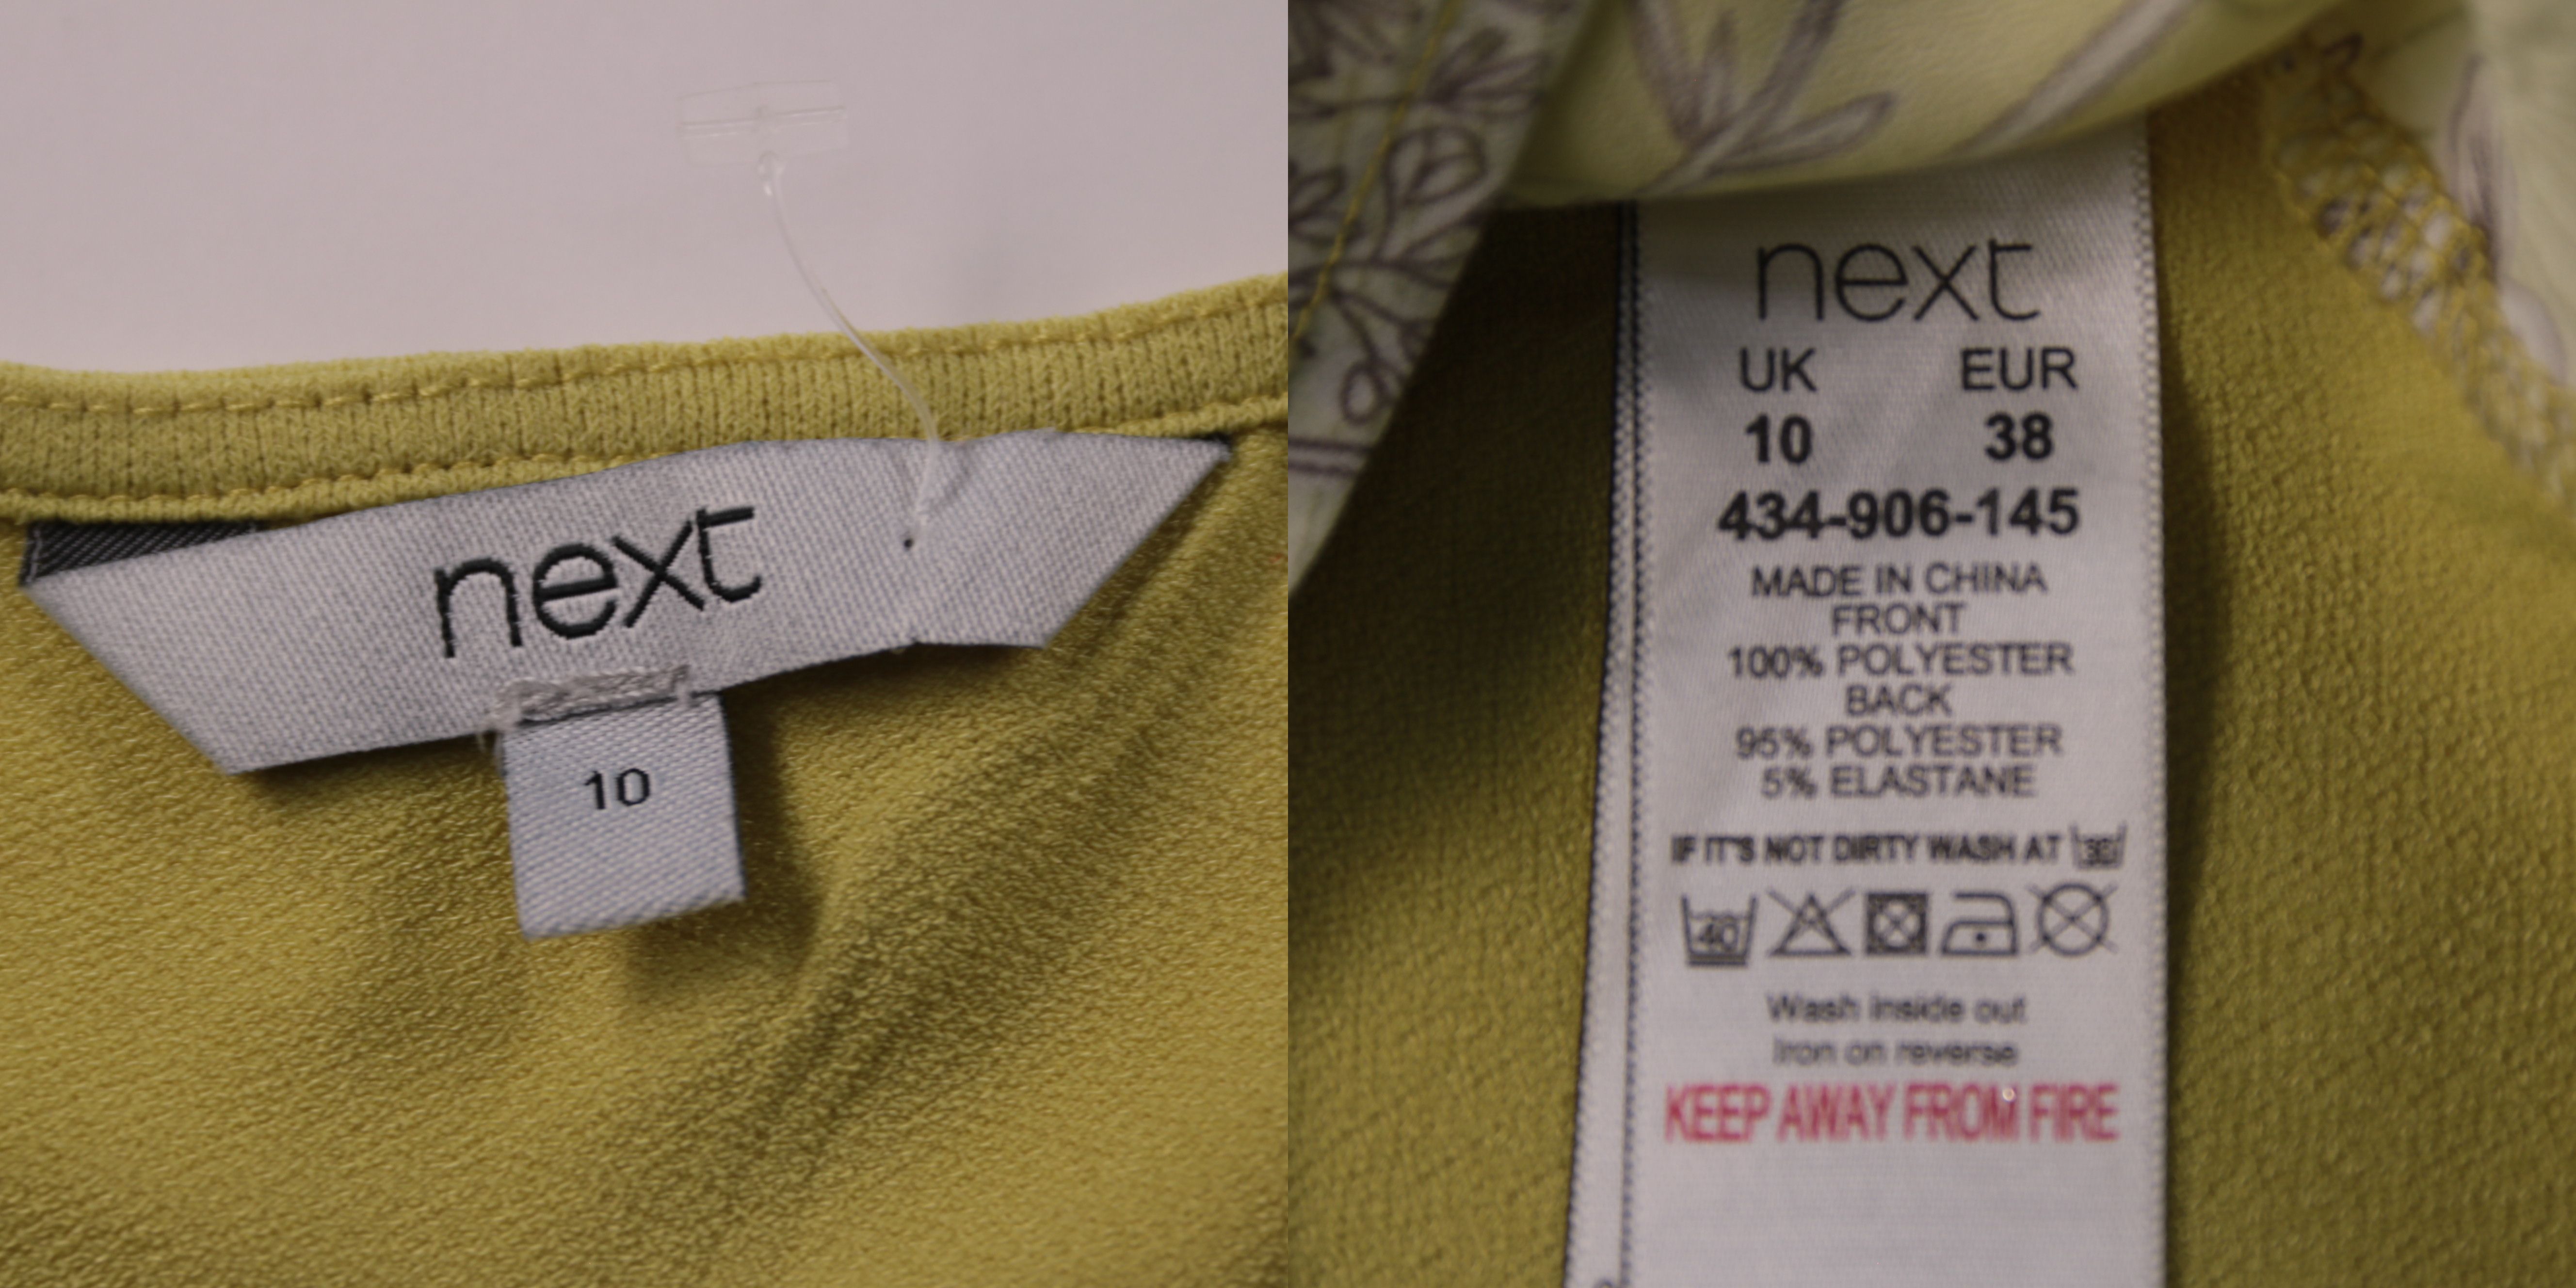 next
10
next
UK EUR
10 38
434-906-145
MADE IN CHINA
FRONT
100% POLYESTER
BACK
95% POLYESTER
5% ELASTANE
IF IT'S NOT DIRTY WASH AT 30
40
Wash inside out
Iron on reverse
KEEP AWAY FROM FIRE